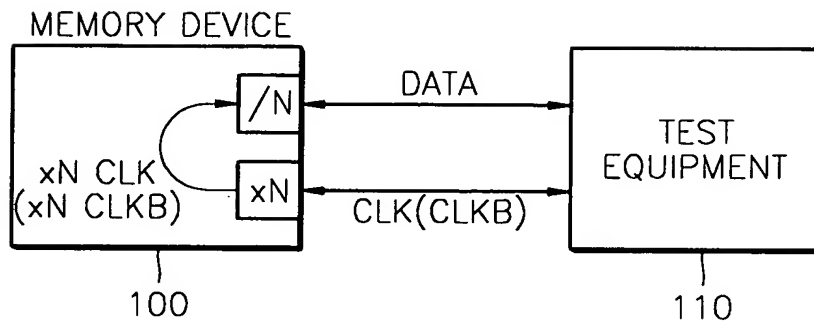 MEMORY DEVICE
/N
DATA
xN CLK
(xN CLKB)
xN
CLK(CLKB)
TEST
EQUIPMENT
100
110